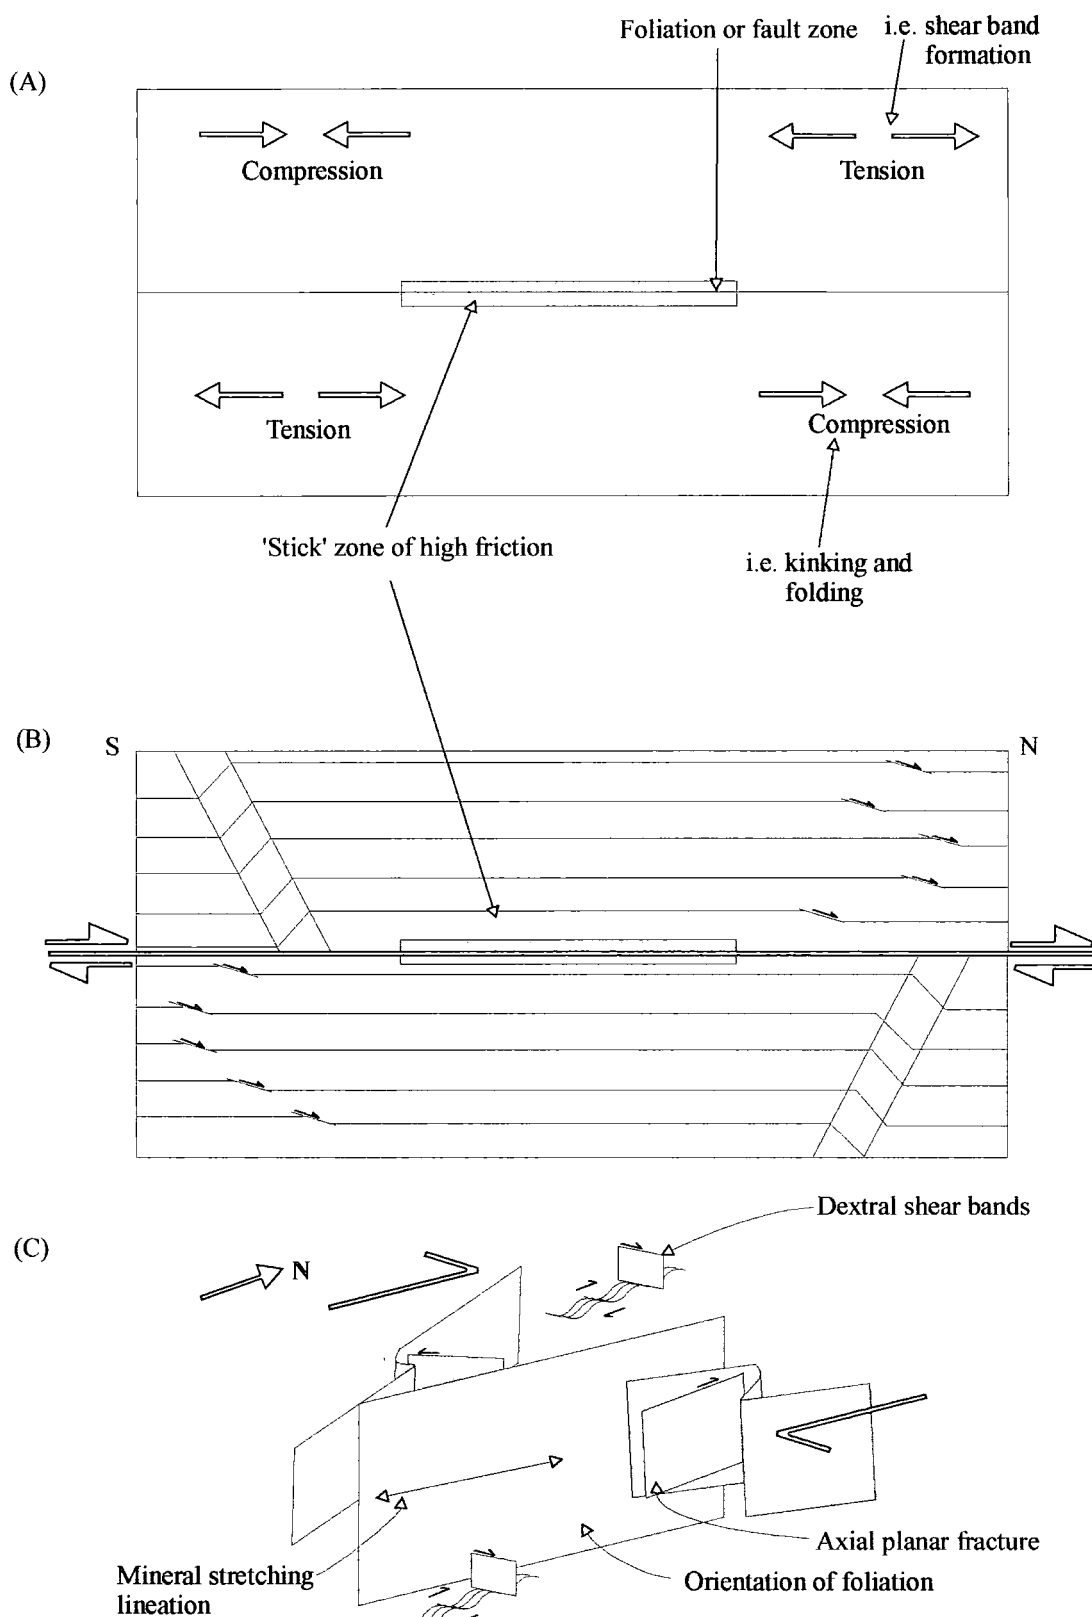 Foliation or fault zone
i.e. shear band
formation
(A)
Compression
Tension
Tension
Compression
'Stick' zone of high friction
i.e. kinking and
folding
(B)
S
N
Dextral shear bands
(C)
N
Axial planar fracture
Mineral stretching
lineation
Orientation of foliation